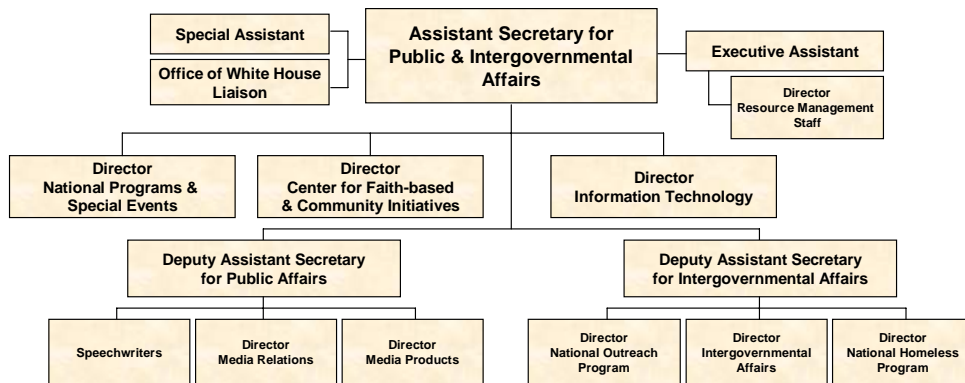 Special Assistant
Office of White House
Liaison
Assistant Secretary for
Public & Intergovernmental
Affairs
Executive Assistant
Director
Resource Management
Staff
Director
National Programs &
Special Events
Director
Center for Faith-based
& Community Initiatives
Director
Information Technology
Deputy Assistant Secretary
for Public Affairs
Deputy Assistant Secretary
for Intergovernmental Affairs
Speechwriters
Director
Media Relations
Director
Media Products
Director
National Outreach
Program
Director
Intergovernmental
Affairs
Director
National Homeless
Program